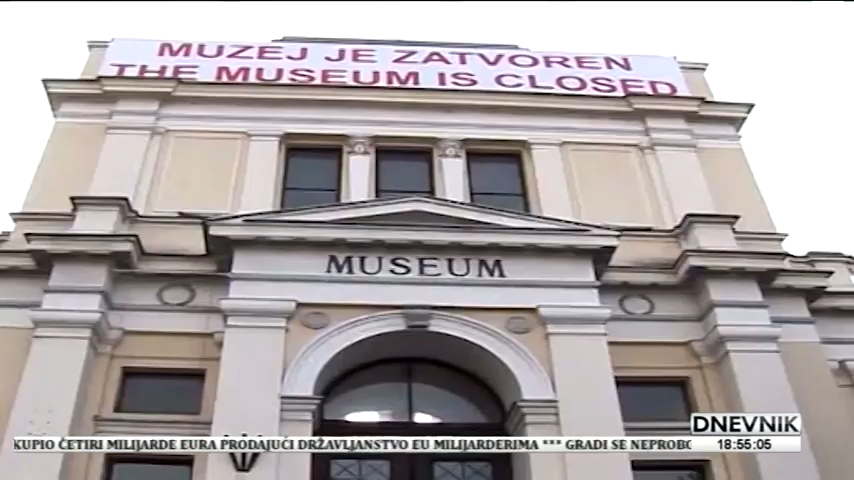 MUZEJ JE ZATVOREN
THE MUSEUM IS CLOSED
MUSEUM
DNEVNIK
18:55:05
KUPIO ČETIRI MILIJARDE EURA PRODAJUĆI DRŽAVLJANSTVO EU MILIJARDERIMA *** GRADI SE NEPROBO